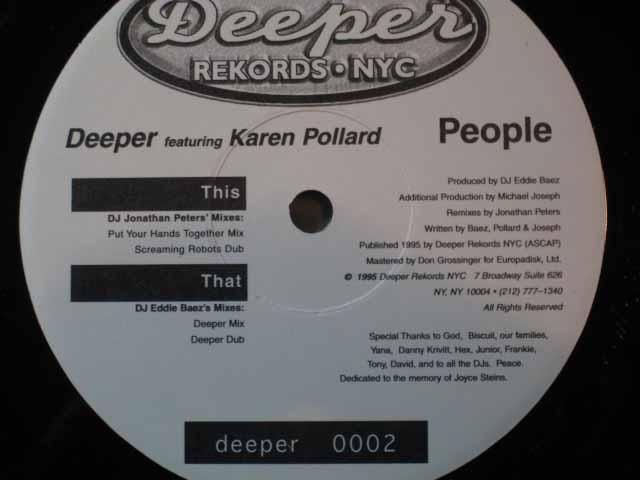 Deeper
REKORDS • NYC
Deeper featuring Karen Pollard
People
This
DJ Jonathan Peters' Mixes:
Put Your Hands Together Mix
Screaming Robots Dub
That
DJ Eddie Baez's Mixes:
Deeper Mix
Deeper Dub
Produced by DJ Eddie Baez
Additional Production by Michael Joseph
Remixes by Jonathan Peters
Written by Baez, Pollard & Joseph
Published 1995 by Deeper Rekords NYC (ASCAP)
Mastered by Don Grossinger for Europadisk, Ltd.
© 1995 Deeper Rekords NYC 7 Broadway Suite 626
NY, NY 10004 • (212) 777-1340
All Rights Reserved
Special Thanks to God, Biscuil, our families,
Yana, Danny Krivitt, Hex, Junior, Frankie,
Tony, David, and to all the DJs. Peace.
Dedicated to the memory of Joyce Steins.
deeper 0002